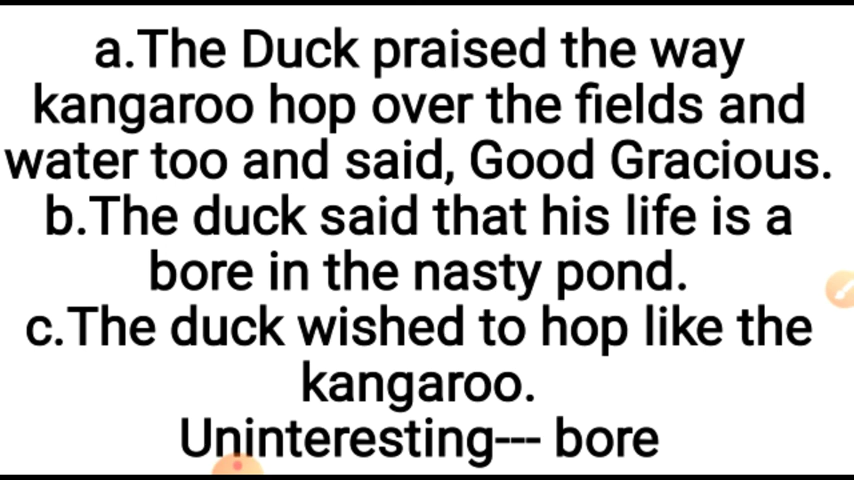 a.The Duck praised the way
kangaroo hop over the fields and
water too and said, Good Gracious.
b.The duck said that his life is a
bore in the nasty pond.
c.The duck wished to hop like the
kangaroo.
Uninteresting--- bore